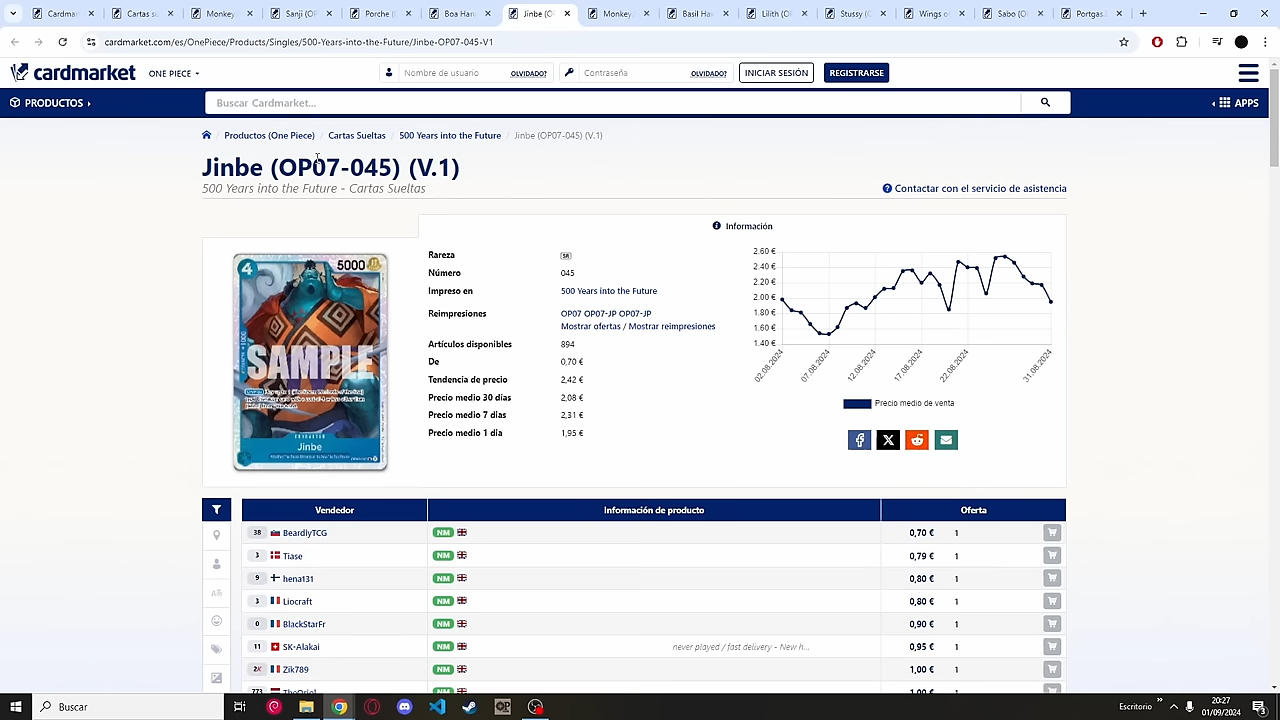 Cardma
Cartas su
Monkey
Sanji (OP
Porche (
Boa Han
Jinbe (O
Monkey
Basil Ha
Lilith (O
Stussy (
Wings o
Sabo (O
Portgas
cardmarket.com/es/OnePiece/Products/Singles/500-Years-into-the-Future/Jinbe-OP07-045-V1
cardmarket
ONE PIECE
Nombre de usuario
OLVIDADO?
Contraseña
OLVIDADO?
INICIAR SESIÓN
REGISTRARSE
PRODUCTOS
Buscar Cardmarket...
APPS
Productos (One Piece) / Cartas Sueltas / 500 Years into the Future / Jinbe (OP07-045) (V.1)
Jinbe (OP07-045) (V.1)
500 Years into the Future - Cartas Sueltas
Contactar con el servicio de asistencia
Información
4
5000
SAMPLE
CHARACTER
Jinbe
Rareza SR
Número 045
Impreso en 500 Years into the Future
Reimpresiones OP07 OP07-JP OP07-JP
Mostrar ofertas / Mostrar reimpresiones
Artículos disponibles 894
De 0,70 €
Tendencia de precio 2,42 €
Precio medio 30 días 2,08 €
Precio medio 7 días 2,31 €
Precio medio 1 día 1,95 €
2.60 €
2.40 €
2.20 €
2.00 €
1.80 €
1.60 €
1.40 €
02.08.2024
07.08.2024
12.08.2024
17.08.2024
22.08.2024
Precio medio de venta
Vendedor Información de producto Oferta
38 BeardlyTCG NM 0,70 € 1
3 Tiase NM 0,79 € 1
9 hena131 NM 0,80 € 1
3 Liocraft NM 0,80 € 1
0 BlackStarFr NM 0,90 € 1
11 SK-Alakai NM never played / fast delivery - New h... 0,95 € 1
2K Zik789 NM 1,00 € 1
773 TheOriol NM 1,00 € 1
Buscar
Escritorio
20:27
01/09/2024